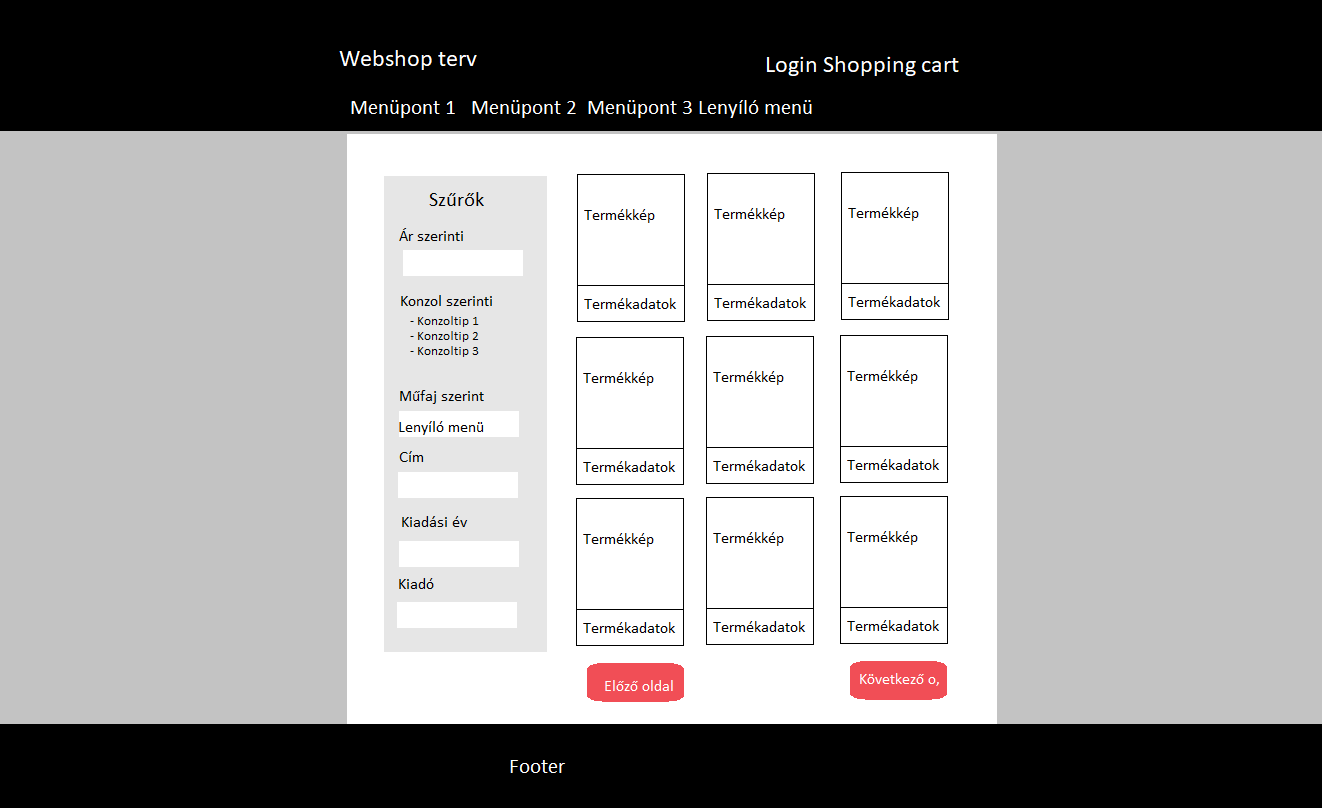 Webshop terv
Login Shopping cart
Menüpont 1 Menüpont 2 Menüpont 3 Lenyíló menü
Szűrők
Ár szerinti
Konzol szerinti
- Konzoltip 1
- Konzoltip 2
- Konzoltip 3
Műfaj szerint
Lenyíló menü
Cím
Kiadási év
Kiadó
Termékkép Termékkép Termékkép
Termékadatok Termékadatok Termékadatok
Termékkép Termékkép Termékkép
Termékadatok Termékadatok Termékadatok
Termékkép Termékkép Termékkép
Termékadatok Termékadatok Termékadatok
Előző oldal
Következő o,
Footer